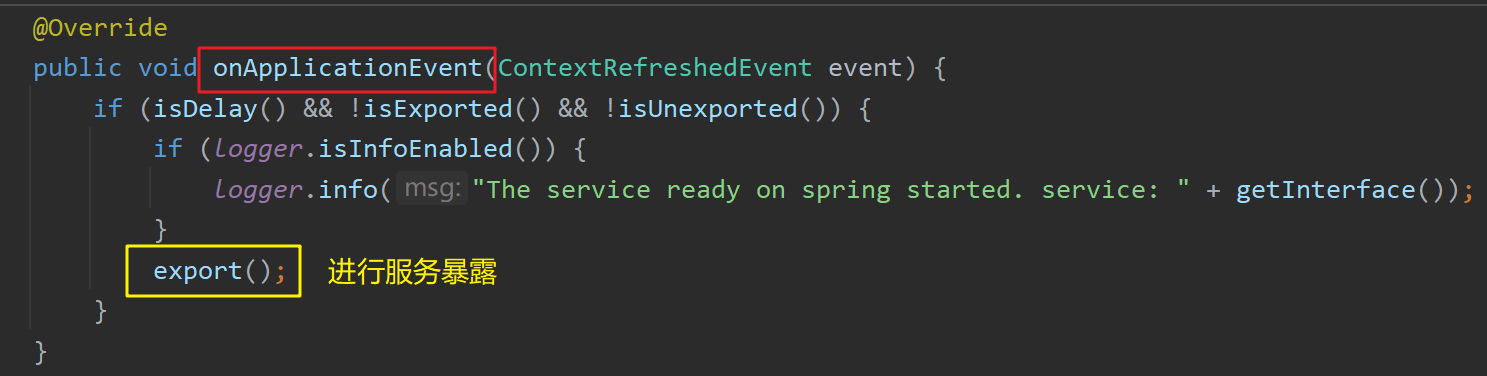 @Override
public void onApplicationEvent(ContextRefreshedEvent event) {
if (isDelay() && !isExported() && !isUnexported()) {
if (logger.isInfoEnabled()) {
logger.info( msg: "The service ready on spring started. service: " + getInterface());
}
export(); 进行服务暴露
}
}